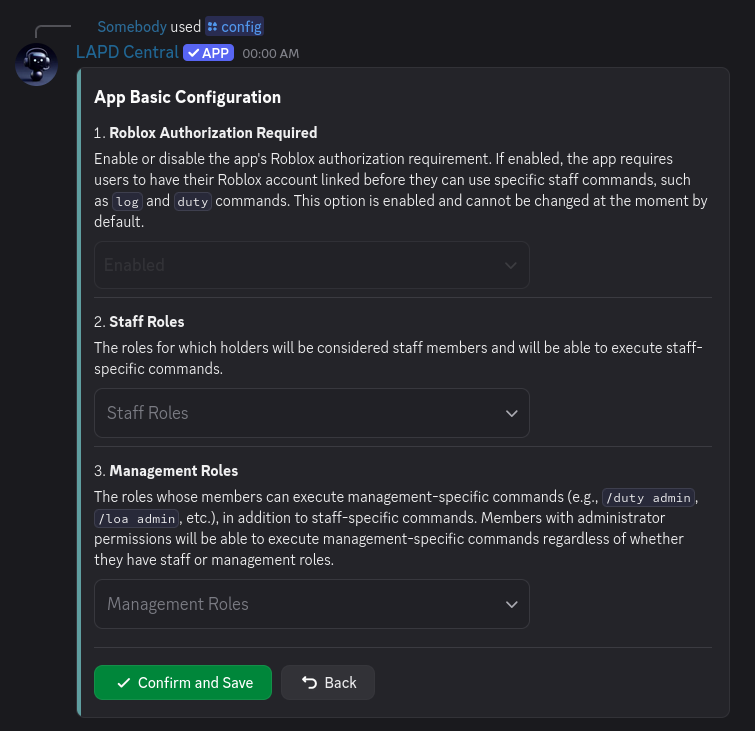 Somebody used config
LAPD Central APP 00:00 AM
App Basic Configuration
1. Roblox Authorization Required
Enable or disable the app's Roblox authorization requirement. If enabled, the app requires
users to have their Roblox account linked before they can use specific staff commands, such
as log and duty commands. This option is enabled and cannot be changed at the moment by
default.
Enabled
2. Staff Roles
The roles for which holders will be considered staff members and will be able to execute staff-
specific commands.
Staff Roles
3. Management Roles
The roles whose members can execute management-specific commands (e.g., /duty admin,
/loa admin, etc.), in addition to staff-specific commands. Members with administrator
permissions will be able to execute management-specific commands regardless of whether
they have staff or management roles.
Management Roles
Confirm and Save
Back